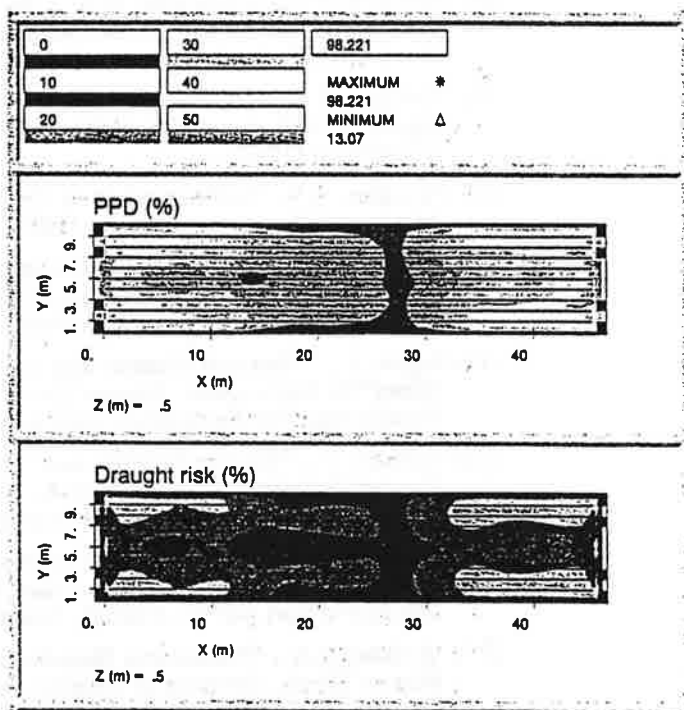 0 30 98.221
10 40 MAXIMUM
98.221
20 50 MINIMUM Δ
13.07
PPD (%)
Y (m)
1. 3. 5. 7. 9.
0. 10 20 30 40
X (m)
Z (m) = .5
Draught risk (%)
Y (m)
1. 3. 5. 7. 9.
0. 10 20 30 40
X (m)
Z (m) = .5